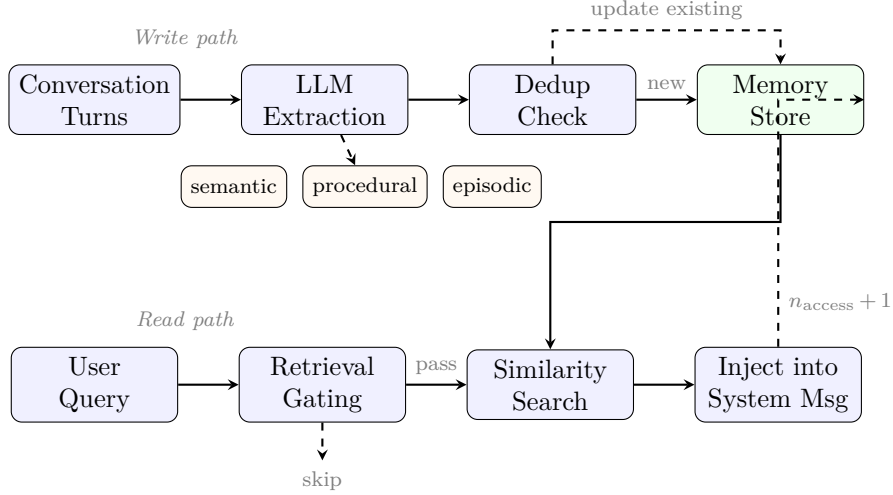 update existing
Write path
Conversation
Turns
LLM
Extraction
Dedup
Check
new
Memory
Store
semantic
procedural
episodic
n_access + 1
Read path
User
Query
Retrieval
Gating
pass
Similarity
Search
Inject into
System Msg
skip